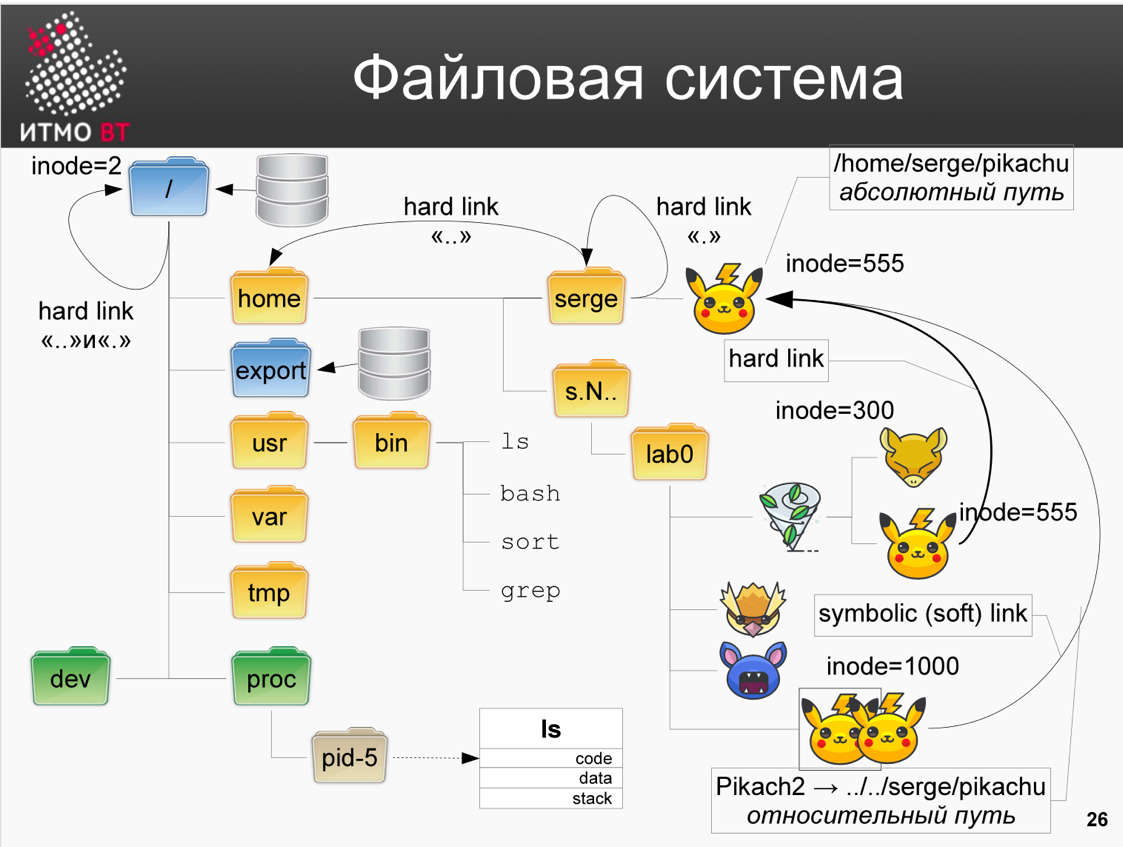 Файловая система
ИТМО ВТ
inode=2
/
/home/serge/pikachu
абсолютный путь
hard link
«..»
hard link
«.»
inode=555
hard link
«..»и«.»
home
serge
hard link
export
s.N..
inode=300
usr
bin
ls
lab0
bash
inode=555
var
sort
tmp
grep
symbolic (soft) link
inode=1000
dev
proc
pid-5
ls
code
data
stack
Pikach2 → ../../serge/pikachu
относительный путь
26